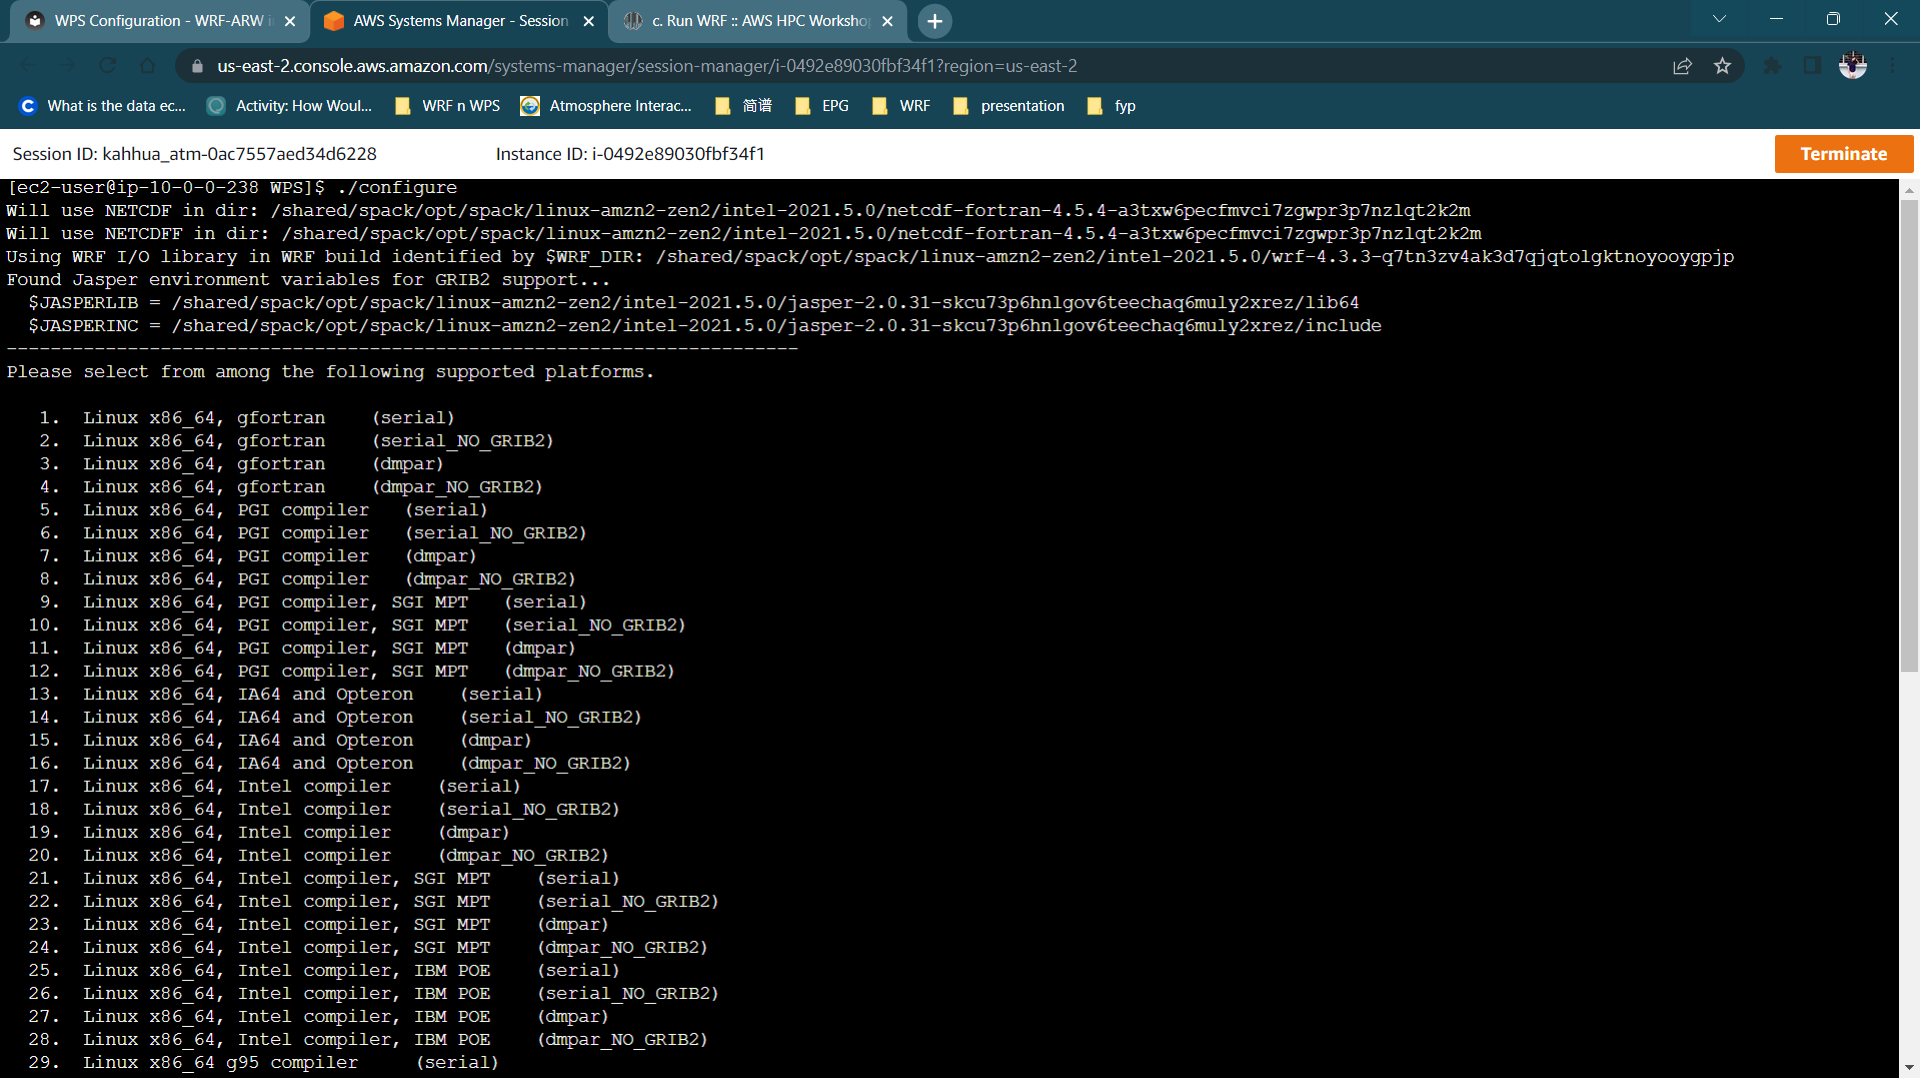 WPS Configuration - WRF-ARW i
AWS Systems Manager - Session
c. Run WRF :: AWS HPC Worksho
us-east-2.console.aws.amazon.com/systems-manager/session-manager/i-0492e89030fbf34f1?region=us-east-2
What is the data ec...
Activity: How Woul...
WRF n WPS
Atmosphere Interac...
简谱
EPG
WRF
presentation
fyp
Session ID: kahhua_atm-0ac7557aed34d6228
Instance ID: i-0492e89030fbf34f1
Terminate
[ec2-user@ip-10-0-0-238 WPS]$ ./configure
Will use NETCDF in dir: /shared/spack/opt/spack/linux-amzn2-zen2/intel-2021.5.0/netcdf-fortran-4.5.4-a3txw6pecfmvci7zgwpr3p7nzlqt2k2m
Will use NETCDFF in dir: /shared/spack/opt/spack/linux-amzn2-zen2/intel-2021.5.0/netcdf-fortran-4.5.4-a3txw6pecfmvci7zgwpr3p7nzlqt2k2m
Using WRF I/O library in WRF build identified by $WRF_DIR: /shared/spack/opt/spack/linux-amzn2-zen2/intel-2021.5.0/wrf-4.3.3-q7tn3zv4ak3d7qjqtolgktnoyooygpjp
Found Jasper environment variables for GRIB2 support...
$JASPERLIB = /shared/spack/opt/spack/linux-amzn2-zen2/intel-2021.5.0/jasper-2.0.31-skcu73p6hnlgov6teechaq6muly2xrez/lib64
$JASPERINC = /shared/spack/opt/spack/linux-amzn2-zen2/intel-2021.5.0/jasper-2.0.31-skcu73p6hnlgov6teechaq6muly2xrez/include
------------------------------------------------------------------------
Please select from among the following supported platforms.
1. Linux x86_64, gfortran (serial)
2. Linux x86_64, gfortran (serial_NO_GRIB2)
3. Linux x86_64, gfortran (dmpar)
4. Linux x86_64, gfortran (dmpar_NO_GRIB2)
5. Linux x86_64, PGI compiler (serial)
6. Linux x86_64, PGI compiler (serial_NO_GRIB2)
7. Linux x86_64, PGI compiler (dmpar)
8. Linux x86_64, PGI compiler (dmpar_NO_GRIB2)
9. Linux x86_64, PGI compiler, SGI MPT (serial)
10. Linux x86_64, PGI compiler, SGI MPT (serial_NO_GRIB2)
11. Linux x86_64, PGI compiler, SGI MPT (dmpar)
12. Linux x86_64, PGI compiler, SGI MPT (dmpar_NO_GRIB2)
13. Linux x86_64, IA64 and Opteron (serial)
14. Linux x86_64, IA64 and Opteron (serial_NO_GRIB2)
15. Linux x86_64, IA64 and Opteron (dmpar)
16. Linux x86_64, IA64 and Opteron (dmpar_NO_GRIB2)
17. Linux x86_64, Intel compiler (serial)
18. Linux x86_64, Intel compiler (serial_NO_GRIB2)
19. Linux x86_64, Intel compiler (dmpar)
20. Linux x86_64, Intel compiler (dmpar_NO_GRIB2)
21. Linux x86_64, Intel compiler, SGI MPT (serial)
22. Linux x86_64, Intel compiler, SGI MPT (serial_NO_GRIB2)
23. Linux x86_64, Intel compiler, SGI MPT (dmpar)
24. Linux x86_64, Intel compiler, SGI MPT (dmpar_NO_GRIB2)
25. Linux x86_64, Intel compiler, IBM POE (serial)
26. Linux x86_64, Intel compiler, IBM POE (serial_NO_GRIB2)
27. Linux x86_64, Intel compiler, IBM POE (dmpar)
28. Linux x86_64, Intel compiler, IBM POE (dmpar_NO_GRIB2)
29. Linux x86_64 g95 compiler (serial)